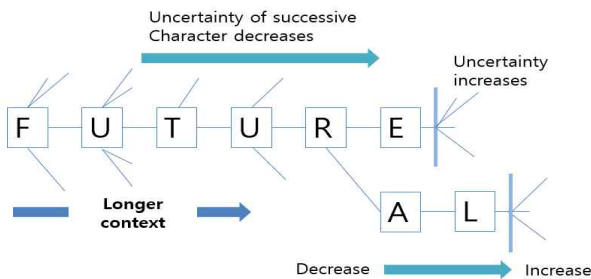 Uncertainty of successive
Character decreases
Uncertainty
increases
F U T U R E
Longer
context
A L
Decrease
Increase